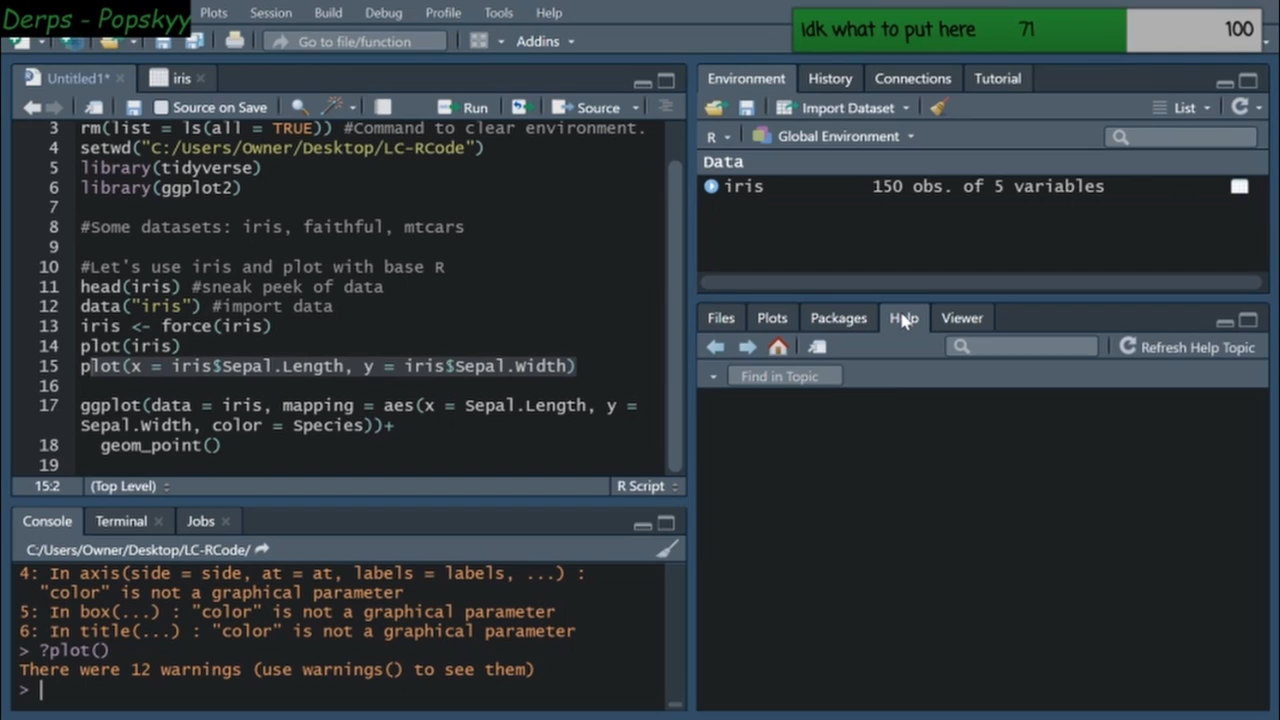 Derps - Popskyy
Plots Session Build Debug Profile Tools Help
Idk what to put here 71 100
Go to file/function
Addins
Untitled1* iris
Source on Save Run Source
3 rm(list = ls(all = TRUE)) #Command to clear environment.
4 setwd("C:/Users/Owner/Desktop/LC-RCode")
5 library(tidyverse)
6 library(ggplot2)
7
8 #Some datasets: iris, faithful, mtcars
9
10 #Let's use iris and plot with base R
11 head(iris) #sneak peek of data
12 data("iris") #import data
13 iris <- force(iris)
14 plot(iris)
15 plot(x = iris$Sepal.Length, y = iris$Sepal.Width)
16
17 ggplot(data = iris, mapping = aes(x = Sepal.Length, y =
Sepal.Width, color = Species))+
18 geom_point()
19
15:2 (Top Level) R Script
Console Terminal Jobs
C:/Users/Owner/Desktop/LC-RCode/
4: In axis(side = side, at = at, labels = labels, ...) :
"color" is not a graphical parameter
5: In box(...) : "color" is not a graphical parameter
6: In title(...) : "color" is not a graphical parameter
> ?plot()
There were 12 warnings (use warnings() to see them)
>
Environment History Connections Tutorial
Import Dataset List
R Global Environment
Data
iris 150 obs. of 5 variables
Files Plots Packages Help Viewer
Refresh Help Topic
Find in Topic